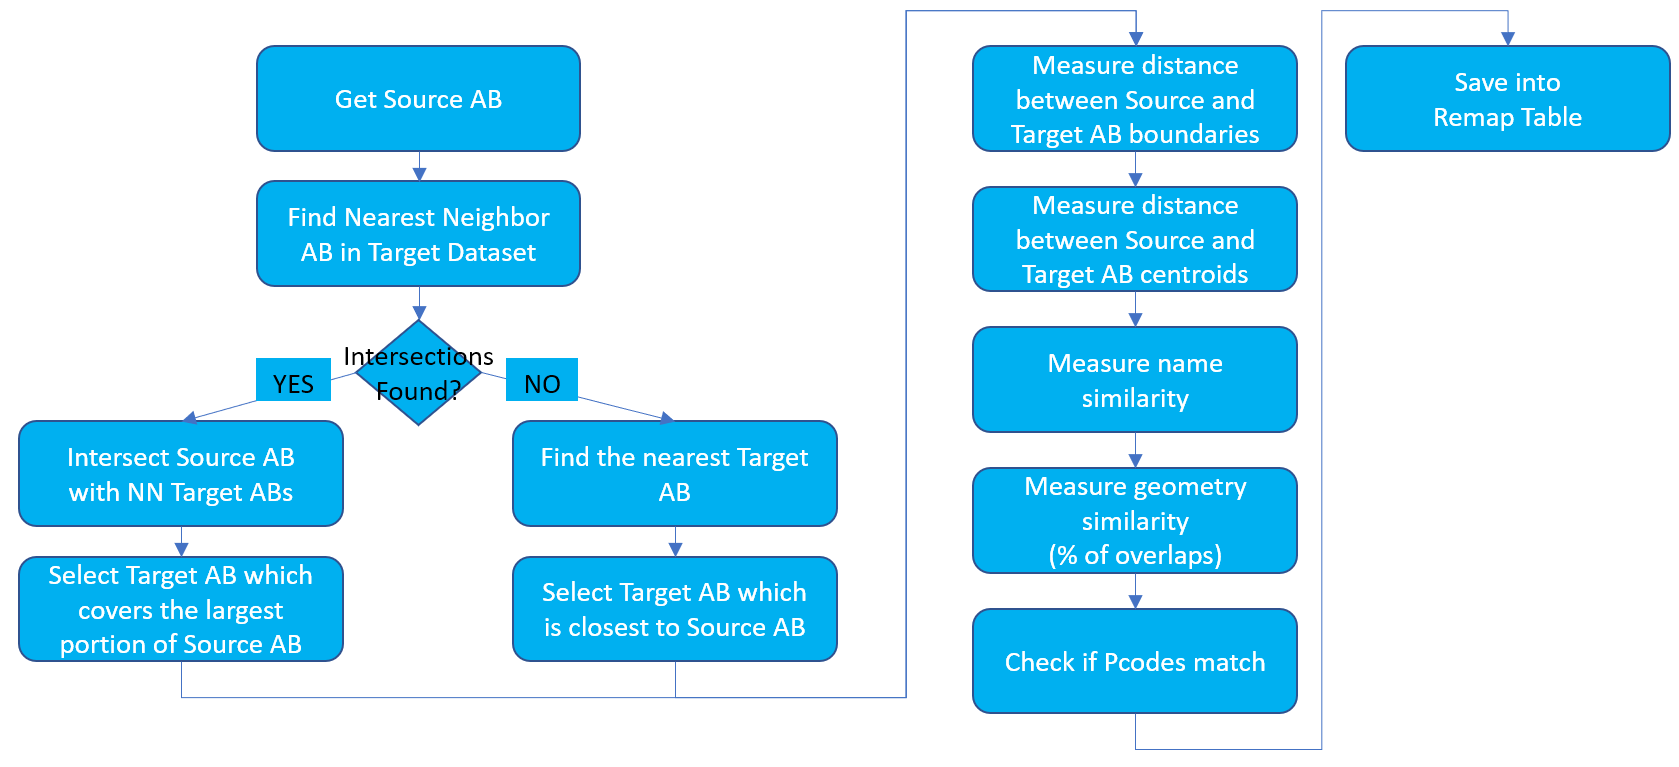 Get Source AB
Find Nearest Neighbor
AB in Target Dataset
Intersections
Found?
YES
NO
Intersect Source AB
with NN Target ABs
Find the nearest Target
AB
Select Target AB which
covers the largest
portion of Source AB
Select Target AB which
is closest to Source AB
Measure distance
between Source and
Target AB boundaries
Measure distance
between Source and
Target AB centroids
Measure name
similarity
Measure geometry
similarity
(% of overlaps)
Check if Pcodes match
Save into
Remap Table